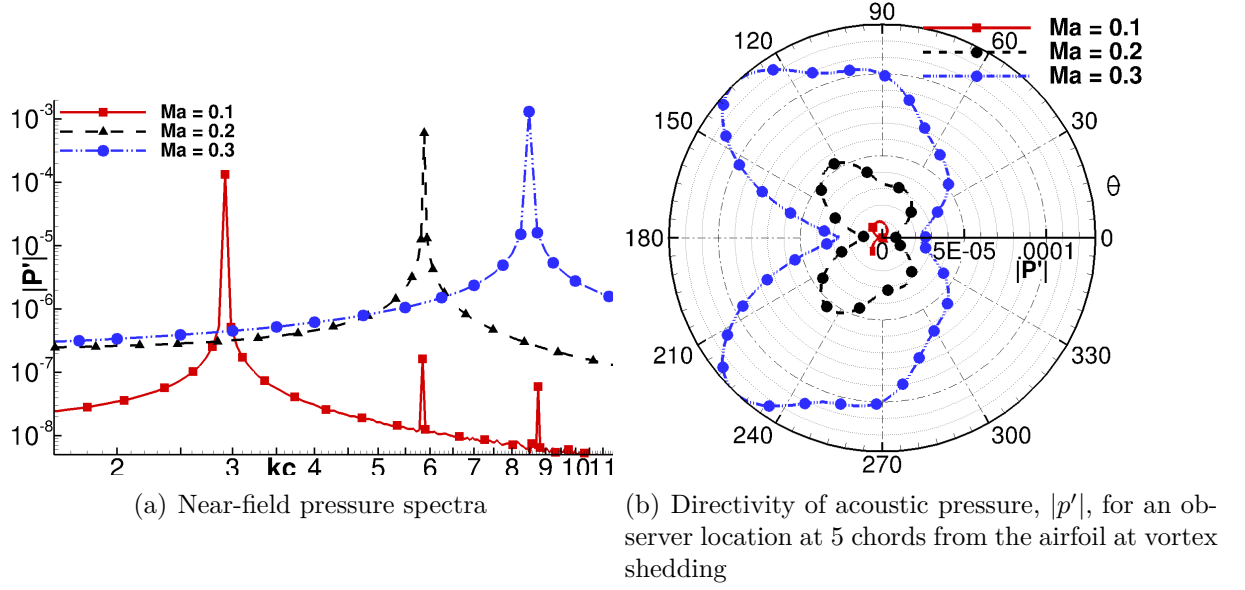 10^-3
10^-4
10^-5
10^-6
10^-7
10^-8
|P'|
Ma = 0.1
Ma = 0.2
Ma = 0.3
2 3 kc 4 5 6 7 8 9 10 11
90
120 60
150 30
180 0
210 330
240 300
270
Θ
Ma = 0.1
Ma = 0.2
Ma = 0.3
0 5E-05 .0001
|P'|
(a) Near-field pressure spectra
(b) Directivity of acoustic pressure, |p′|, for an ob-
server location at 5 chords from the airfoil at vortex
shedding